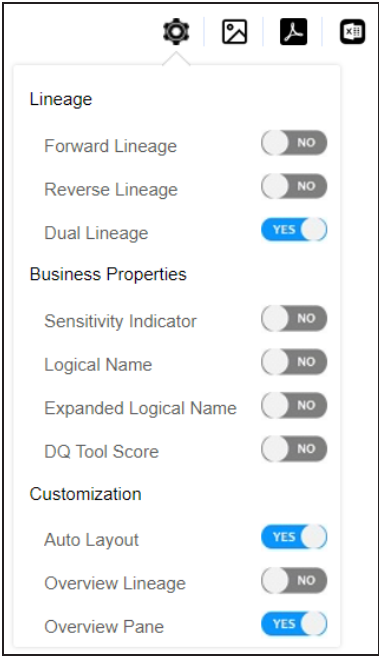 Lineage
Forward Lineage NO
Reverse Lineage NO
Dual Lineage YES
Business Properties
Sensitivity Indicator NO
Logical Name NO
Expanded Logical Name NO
DQ Tool Score NO
Customization
Auto Layout YES
Overview Lineage NO
Overview Pane YES